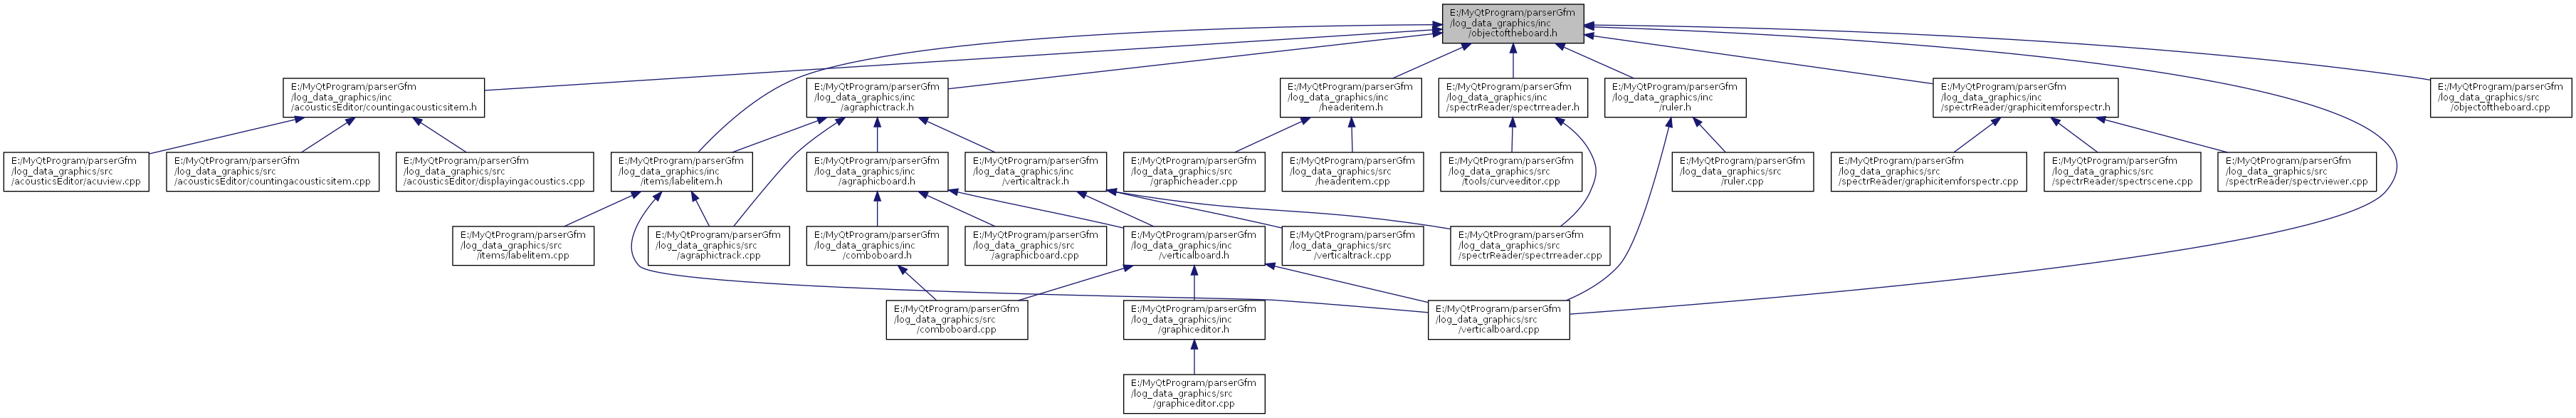 E:/MyQtProgram/parserGfm
/log_data_graphics/inc
/objectoftheboard.h
E:/MyQtProgram/parserGfm
/log_data_graphics/inc
/acousticsEditor/countingacousticsitem.h
E:/MyQtProgram/parserGfm
/log_data_graphics/inc
/agraphictrack.h
E:/MyQtProgram/parserGfm
/log_data_graphics/inc
/headeritem.h
E:/MyQtProgram/parserGfm
/log_data_graphics/inc
/spectrReader/spectrreader.h
E:/MyQtProgram/parserGfm
/log_data_graphics/inc
/ruler.h
E:/MyQtProgram/parserGfm
/log_data_graphics/inc
/spectrReader/graphicitemforspectr.h
E:/MyQtProgram/parserGfm
/log_data_graphics/src
/objectoftheboard.cpp
E:/MyQtProgram/parserGfm
/log_data_graphics/src
/acousticsEditor/acuview.cpp
E:/MyQtProgram/parserGfm
/log_data_graphics/src
/acousticsEditor/countingacousticsitem.cpp
E:/MyQtProgram/parserGfm
/log_data_graphics/src
/acousticsEditor/displayingacoustics.cpp
E:/MyQtProgram/parserGfm
/log_data_graphics/inc
/items/labelitem.h
E:/MyQtProgram/parserGfm
/log_data_graphics/inc
/agraphicboard.h
E:/MyQtProgram/parserGfm
/log_data_graphics/inc
/verticaltrack.h
E:/MyQtProgram/parserGfm
/log_data_graphics/src
/graphicheader.cpp
E:/MyQtProgram/parserGfm
/log_data_graphics/src
/headeritem.cpp
E:/MyQtProgram/parserGfm
/log_data_graphics/src
/tools/curveeditor.cpp
E:/MyQtProgram/parserGfm
/log_data_graphics/src
/ruler.cpp
E:/MyQtProgram/parserGfm
/log_data_graphics/src
/spectrReader/graphicitemforspectr.cpp
E:/MyQtProgram/parserGfm
/log_data_graphics/src
/spectrReader/spectrscene.cpp
E:/MyQtProgram/parserGfm
/log_data_graphics/src
/spectrReader/spectrviewer.cpp
E:/MyQtProgram/parserGfm
/log_data_graphics/src
/items/labelitem.cpp
E:/MyQtProgram/parserGfm
/log_data_graphics/src
/agraphictrack.cpp
E:/MyQtProgram/parserGfm
/log_data_graphics/inc
/comboboard.h
E:/MyQtProgram/parserGfm
/log_data_graphics/src
/agraphicboard.cpp
E:/MyQtProgram/parserGfm
/log_data_graphics/inc
/verticalboard.h
E:/MyQtProgram/parserGfm
/log_data_graphics/src
/verticaltrack.cpp
E:/MyQtProgram/parserGfm
/log_data_graphics/src
/spectrReader/spectrreader.cpp
E:/MyQtProgram/parserGfm
/log_data_graphics/src
/comboboard.cpp
E:/MyQtProgram/parserGfm
/log_data_graphics/inc
/graphiceditor.h
E:/MyQtProgram/parserGfm
/log_data_graphics/src
/verticalboard.cpp
E:/MyQtProgram/parserGfm
/log_data_graphics/src
/graphiceditor.cpp